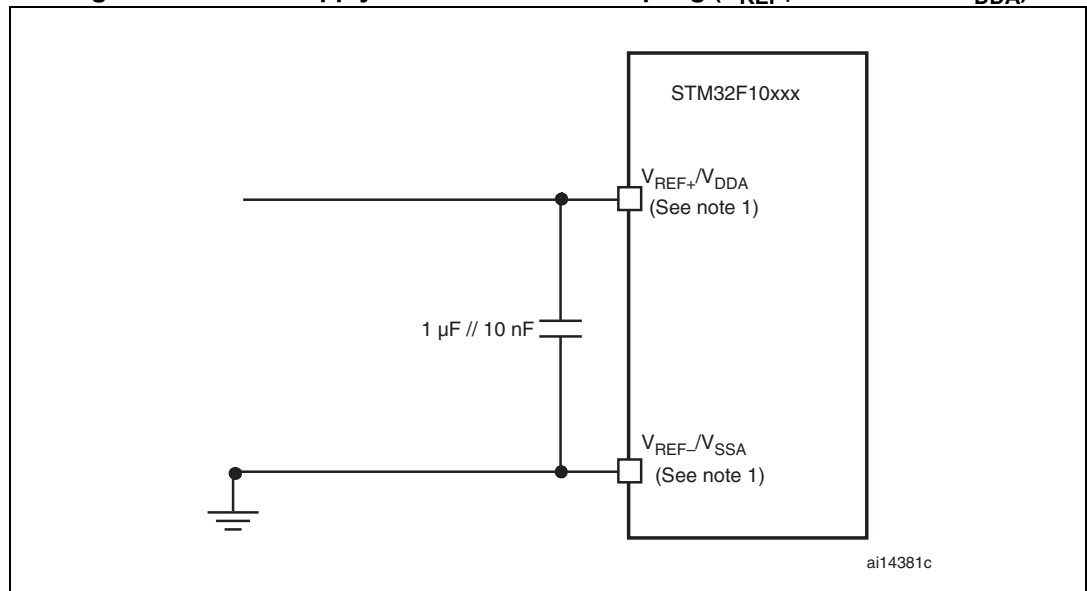 STM32F10xxx
VREF+/VDDA
(See note 1)
1 µF // 10 nF
VREF–/VSSA
(See note 1)
ai14381c